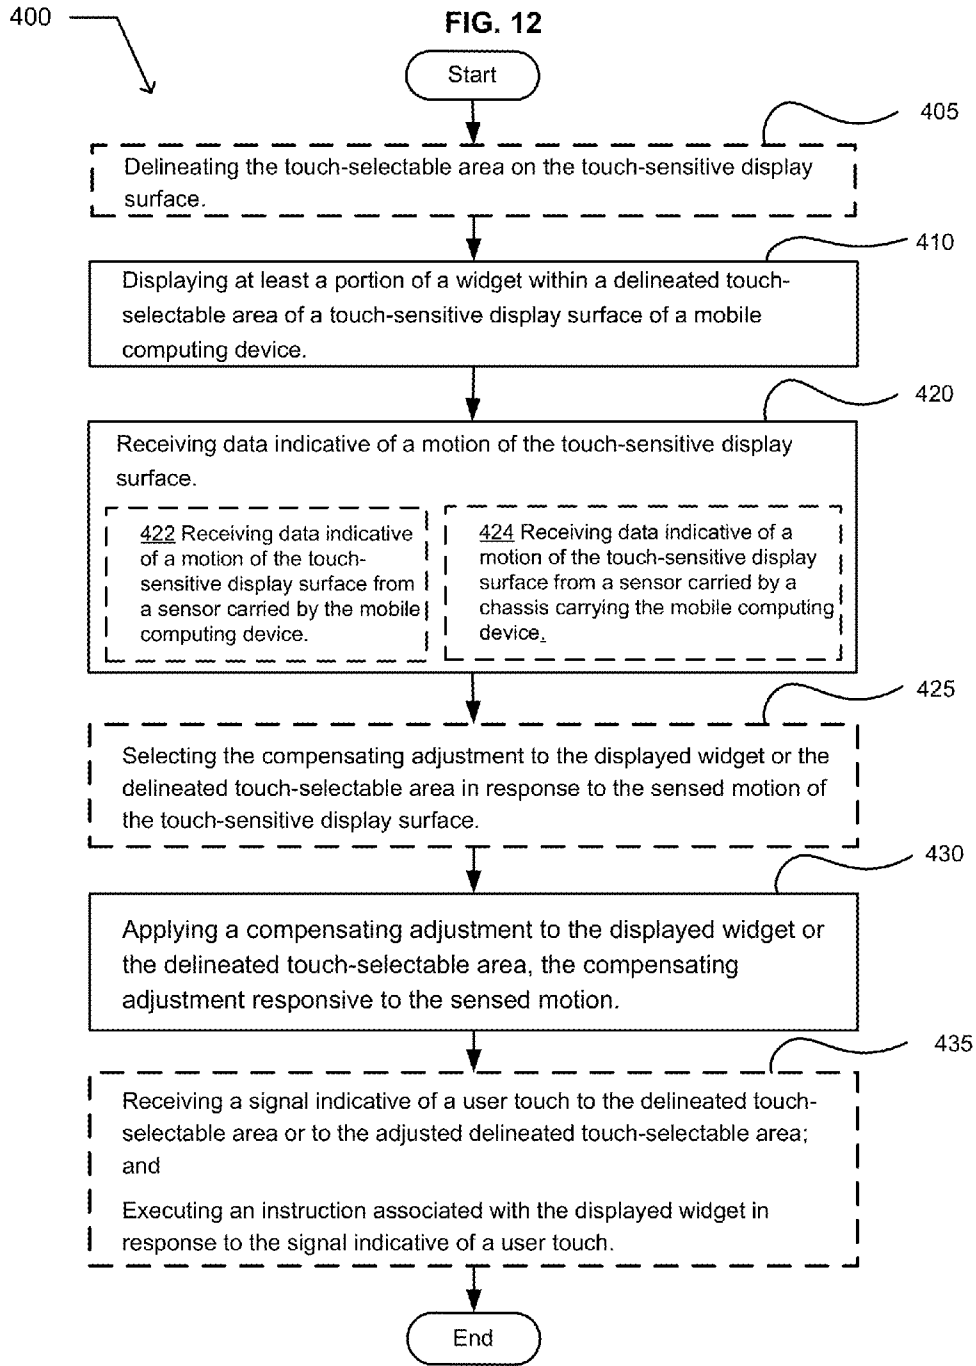 400
FIG. 12
Start
405
Delineating the touch-selectable area on the touch-sensitive display
surface.
410
Displaying at least a portion of a widget within a delineated touch-
selectable area of a touch-sensitive display surface of a mobile
computing device.
420
Receiving data indicative of a motion of the touch-sensitive display
surface.
422 Receiving data indicative
of a motion of the touch-
sensitive display surface from
a sensor carried by the mobile
computing device.
424 Receiving data indicative of a
motion of the touch-sensitive display
surface from a sensor carried by a
chassis carrying the mobile computing
device.
425
Selecting the compensating adjustment to the displayed widget or the
delineated touch-selectable area in response to the sensed motion of
the touch-sensitive display surface.
430
Applying a compensating adjustment to the displayed widget or
the delineated touch-selectable area, the compensating
adjustment responsive to the sensed motion.
435
Receiving a signal indicative of a user touch to the delineated touch-
selectable area or to the adjusted delineated touch-selectable area;
and
Executing an instruction associated with the displayed widget in
response to the signal indicative of a user touch.
End